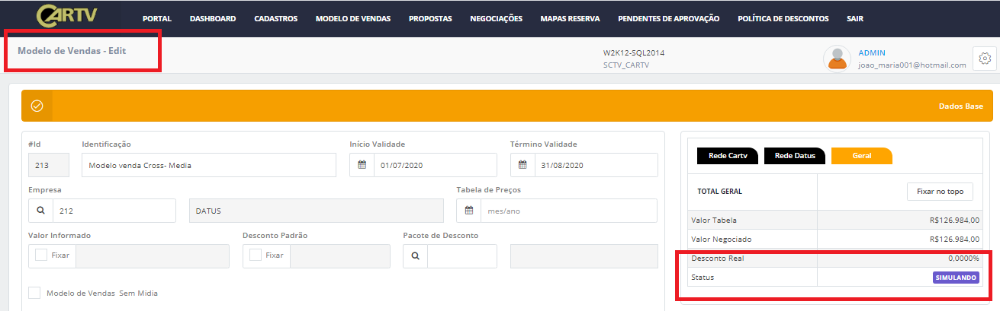 CARTV
PORTAL DASHBOARD CADASTROS MODELO DE VENDAS PROPOSTAS NEGOCIAÇÕES MAPAS RESERVA PENDENTES DE APROVAÇÃO POLÍTICA DE DESCONTOS SAIR
Modelo de Vendas - Edit
W2K12-SQL2014
SCTV_CARTV
ADMIN
joao_maria001@hotmail.com
Dados Base
#Id Identificação Início Validade Término Validade
213 Modelo venda Cross- Media 01/07/2020 31/08/2020
Empresa Tabela de Preços
212 DATUS mes/ano
Valor Informado Desconto Padrão Pacote de Desconto
Fixar Fixar
Modelo de Vendas Sem Midia
Rede Cartv Rede Datus Geral
TOTAL GERAL Fixar no topo
Valor Tabela R$126.984,00
Valor Negociado R$126.984,00
Desconto Real 0,0000%
Status SIMULANDO